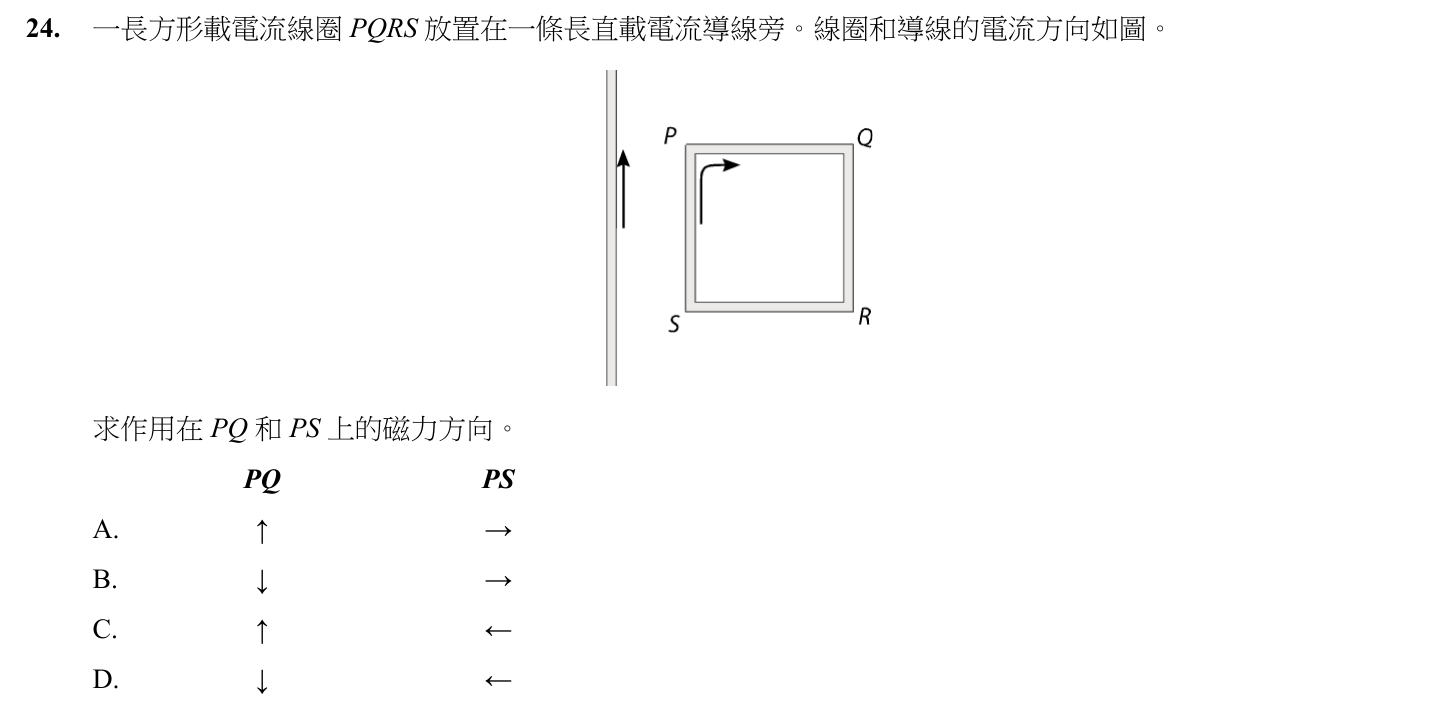 24. 一長方形載電流線圈 PQRS 放置在一條長直載電流導線旁。線圈和導線的電流方向如圖。
P Q
S R
求作用在 PQ 和 PS 上的磁力方向。
PQ PS
A. ↑ →
B. ↓ →
C. ↑ ←
D. ↓ ←